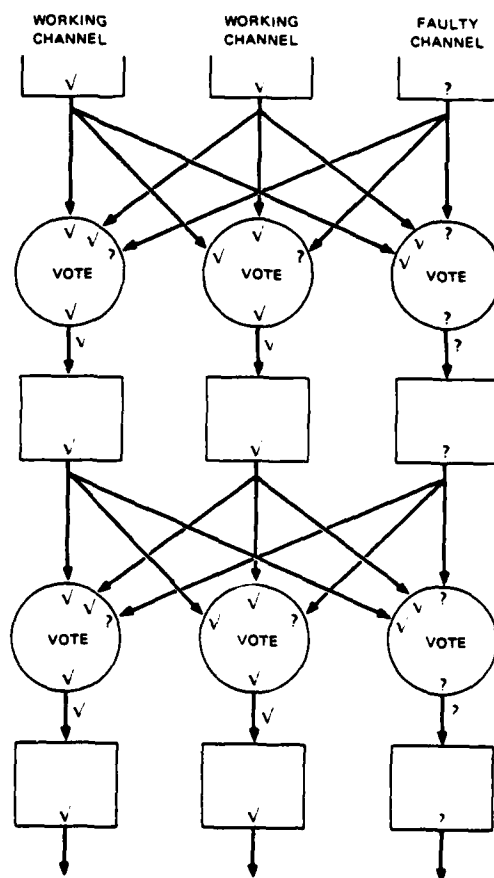 WORKING CHANNEL
WORKING CHANNEL
FAULTY CHANNEL
√ √ ?
√ √ ? √ √ ? √ √ ?
VOTE VOTE VOTE
√ √ ?
√ √ ?
√ √ ?
√ √ ? √ √ ? √ √ ?
VOTE VOTE VOTE
√ √ ?
√ √ ?
√ √ ?